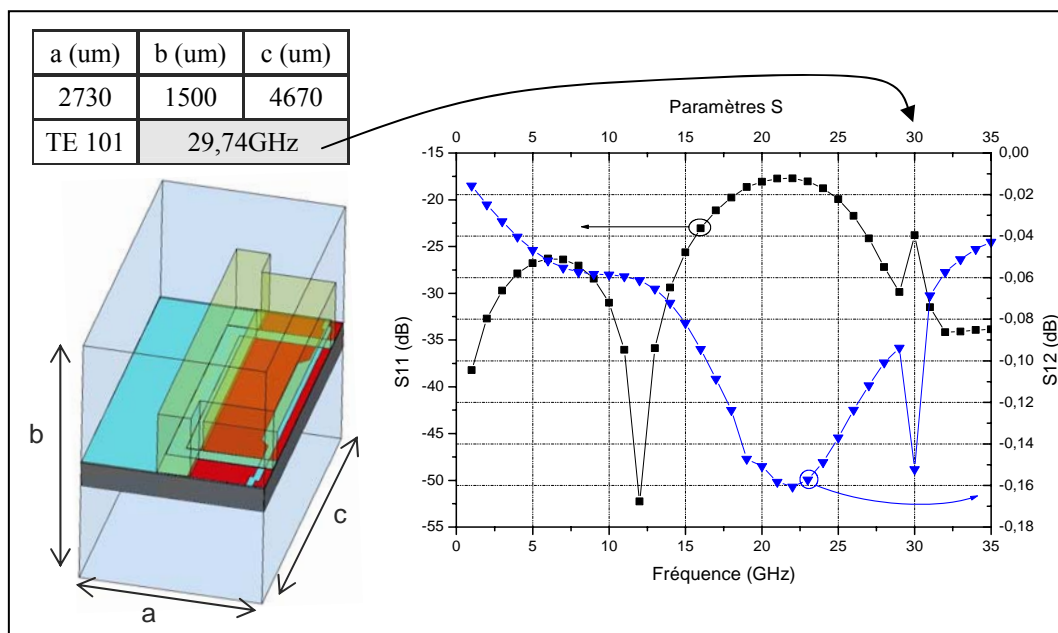 a (um) b (um) c (um)
2730 1500 4670
TE 101 29,74GHz
b
a
c
Paramètres S
0 5 10 15 20 25 30 35
-15
-20
-25
-30
-35
-40
-45
-50
-55
S11 (dB)
0,00
-0,02
-0,04
-0,06
-0,08
-0,10
-0,12
-0,14
-0,16
-0,18
S12 (dB)
0 5 10 15 20 25 30 35
Fréquence (GHz)